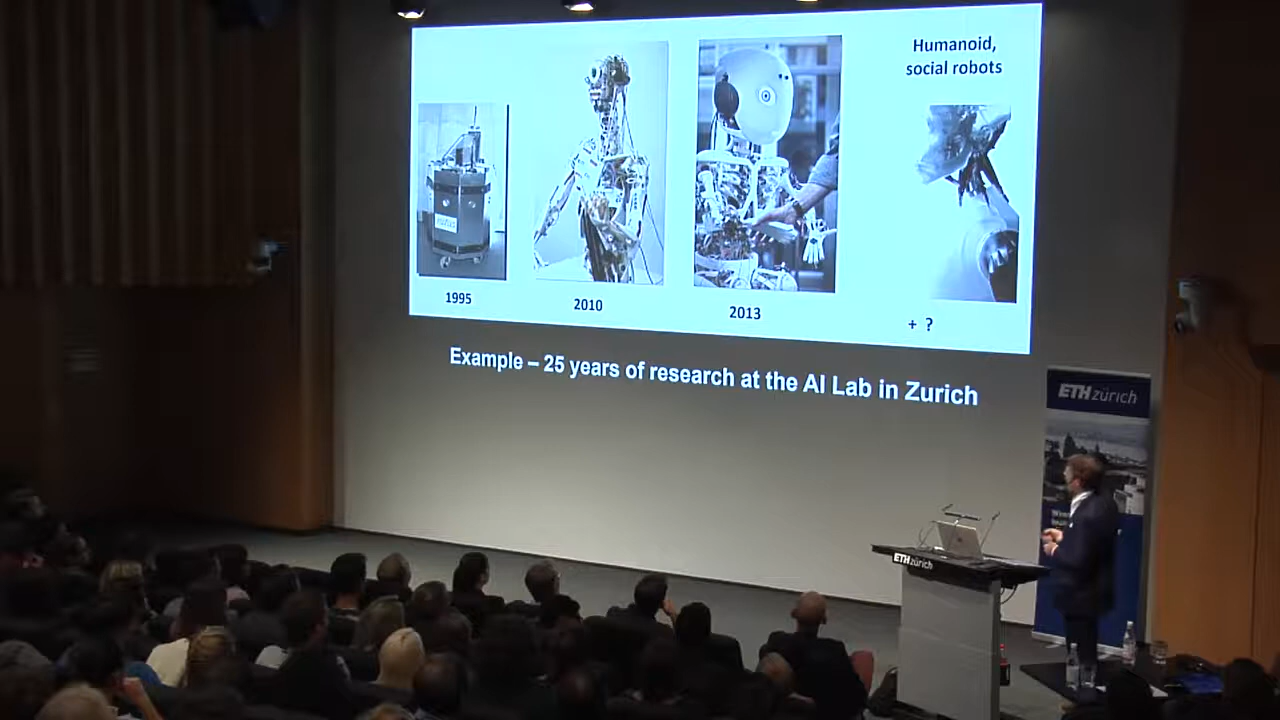 Humanoid,
social robots
1995
2010
2013
+ ?
Example – 25 years of research at the AI Lab in Zurich
ETH zürich
ETH zürich